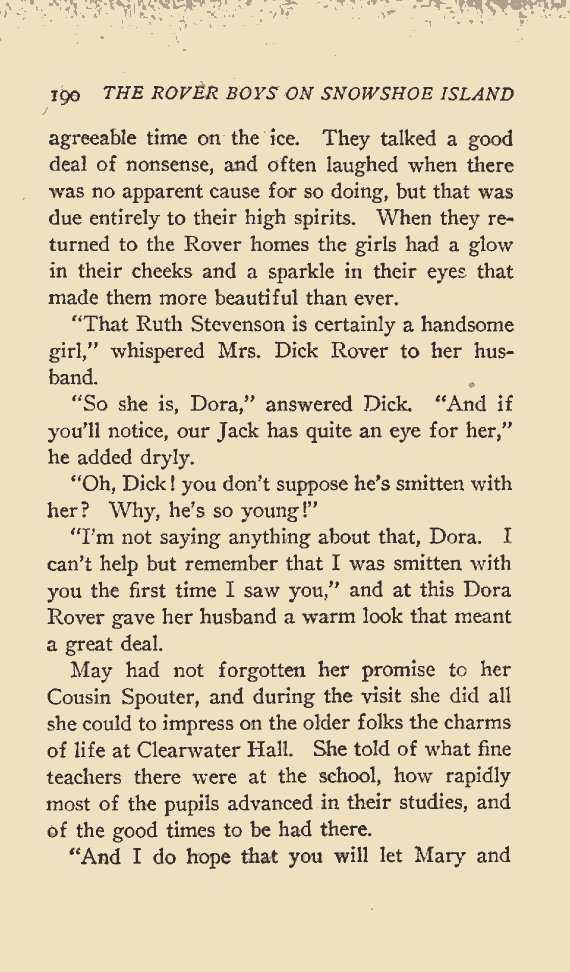 190 THE ROVER BOYS ON SNOWSHOE ISLAND
agreeable time on the ice. They talked a good
deal of nonsense, and often laughed when there
was no apparent cause for so doing, but that was
due entirely to their high spirits. When they re-
turned to the Rover homes the girls had a glow
in their cheeks and a sparkle in their eyes that
made them more beautiful than ever.
"That Ruth Stevenson is certainly a handsome
girl," whispered Mrs. Dick Rover to her hus-
band.
"So she is, Dora," answered Dick. "And if
you'll notice, our Jack has quite an eye for her,"
he added dryly.
"Oh, Dick! you don't suppose he's smitten with
her? Why, he's so young!"
"I'm not saying anything about that, Dora. I
can't help but remember that I was smitten with
you the first time I saw you," and at this Dora
Rover gave her husband a warm look that meant
a great deal.
May had not forgotten her promise to her
Cousin Spouter, and during the visit she did all
she could to impress on the older folks the charms
of life at Clearwater Hall. She told of what fine
teachers there were at the school, how rapidly
most of the pupils advanced in their studies, and
of the good times to be had there.
"And I do hope that you will let Mary and